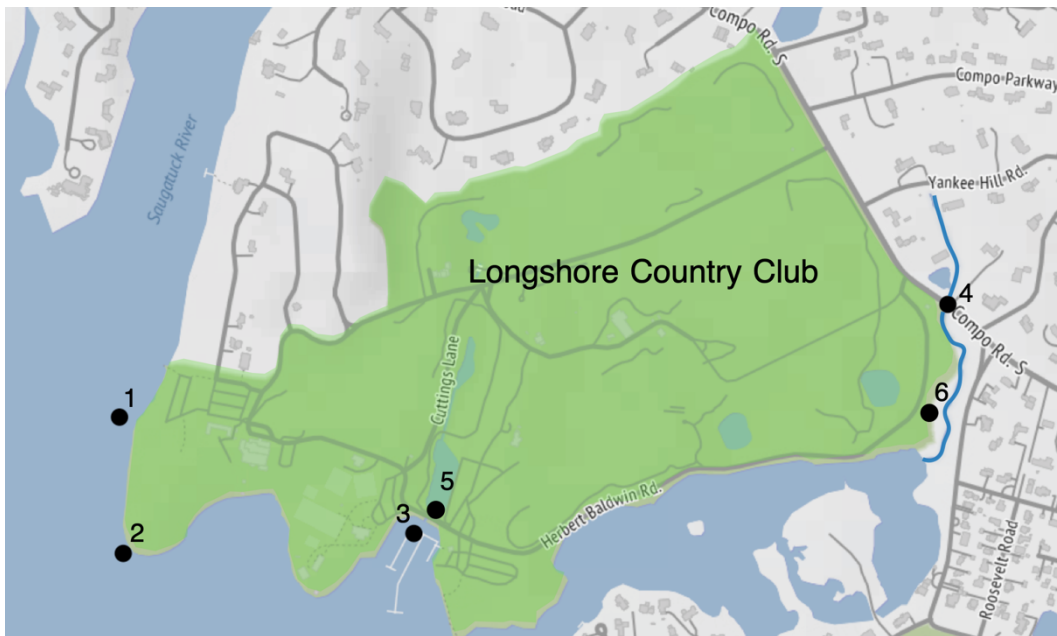 Compo Rd. S
Compo Parkway
Yankee Hill Rd.
Saugatuck River
Longshore Country Club
4
Compo Rd. S
Cuttings Lane
1
6
5
3
2
Herbert Baldwin Rd.
Roosevelt Road